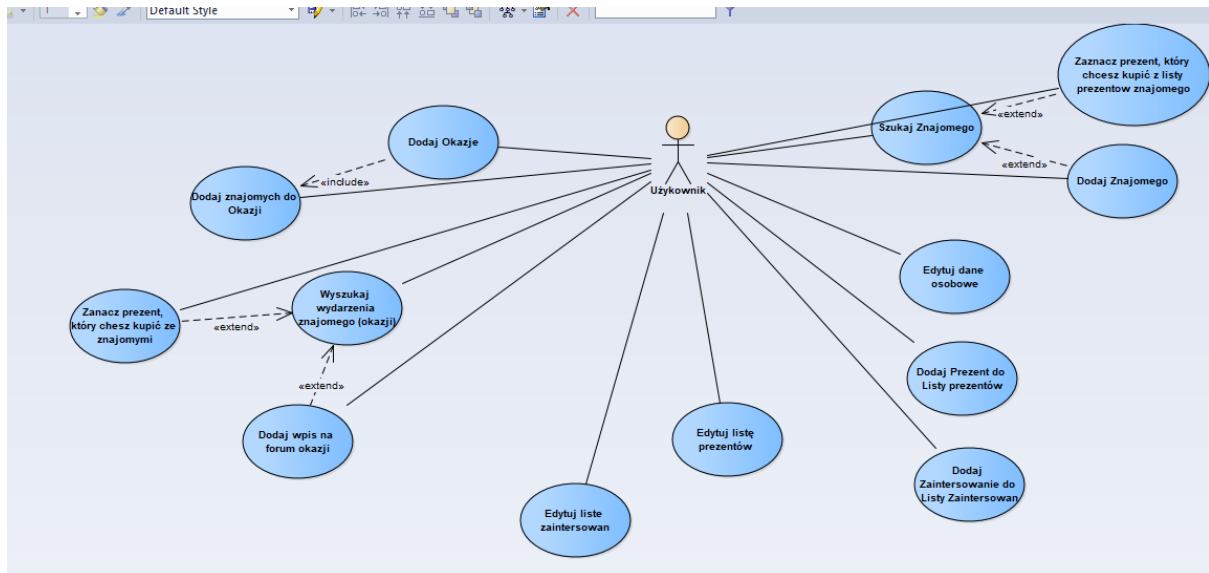 1
Default Style
Zaznacz prezent, który
chcesz kupić z listy
prezentow znajomego
«extend»
Szukaj Znajomego
Dodaj Okazje
«extend»
Dodaj Znajomego
«include»
Dodaj znajomych do
Okazji
Użykownik
Edytuj dane
osobowe
Wyszukaj
wydarzenia
znajomego (okazji)
Zanacz prezent,
który chesz kupić ze
znajomymi
«extend»
Dodaj Prezent do
Listy prezentów
«extend»
Dodaj wpis na
forum okazji
Edytuj listę
prezentów
Dodaj
Zaintersowanie do
Listy Zaintersowan
Edytuj liste
zaintersowan